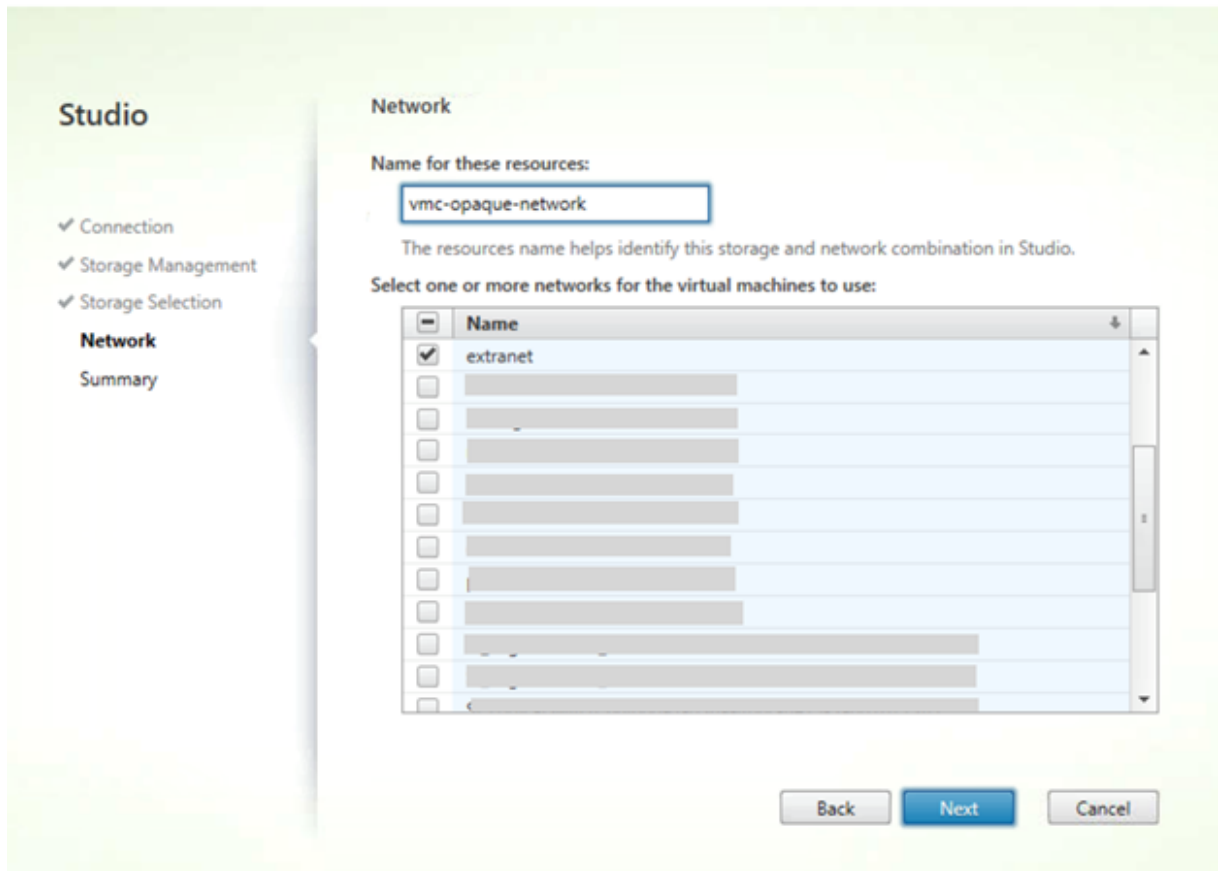 Studio
Connection
Storage Management
Storage Selection
Network
Summary
Network
Name for these resources:
vmc-opaque-network
The resources name helps identify this storage and network combination in Studio.
Select one or more networks for the virtual machines to use:
Name
extranet
Back
Next
Cancel